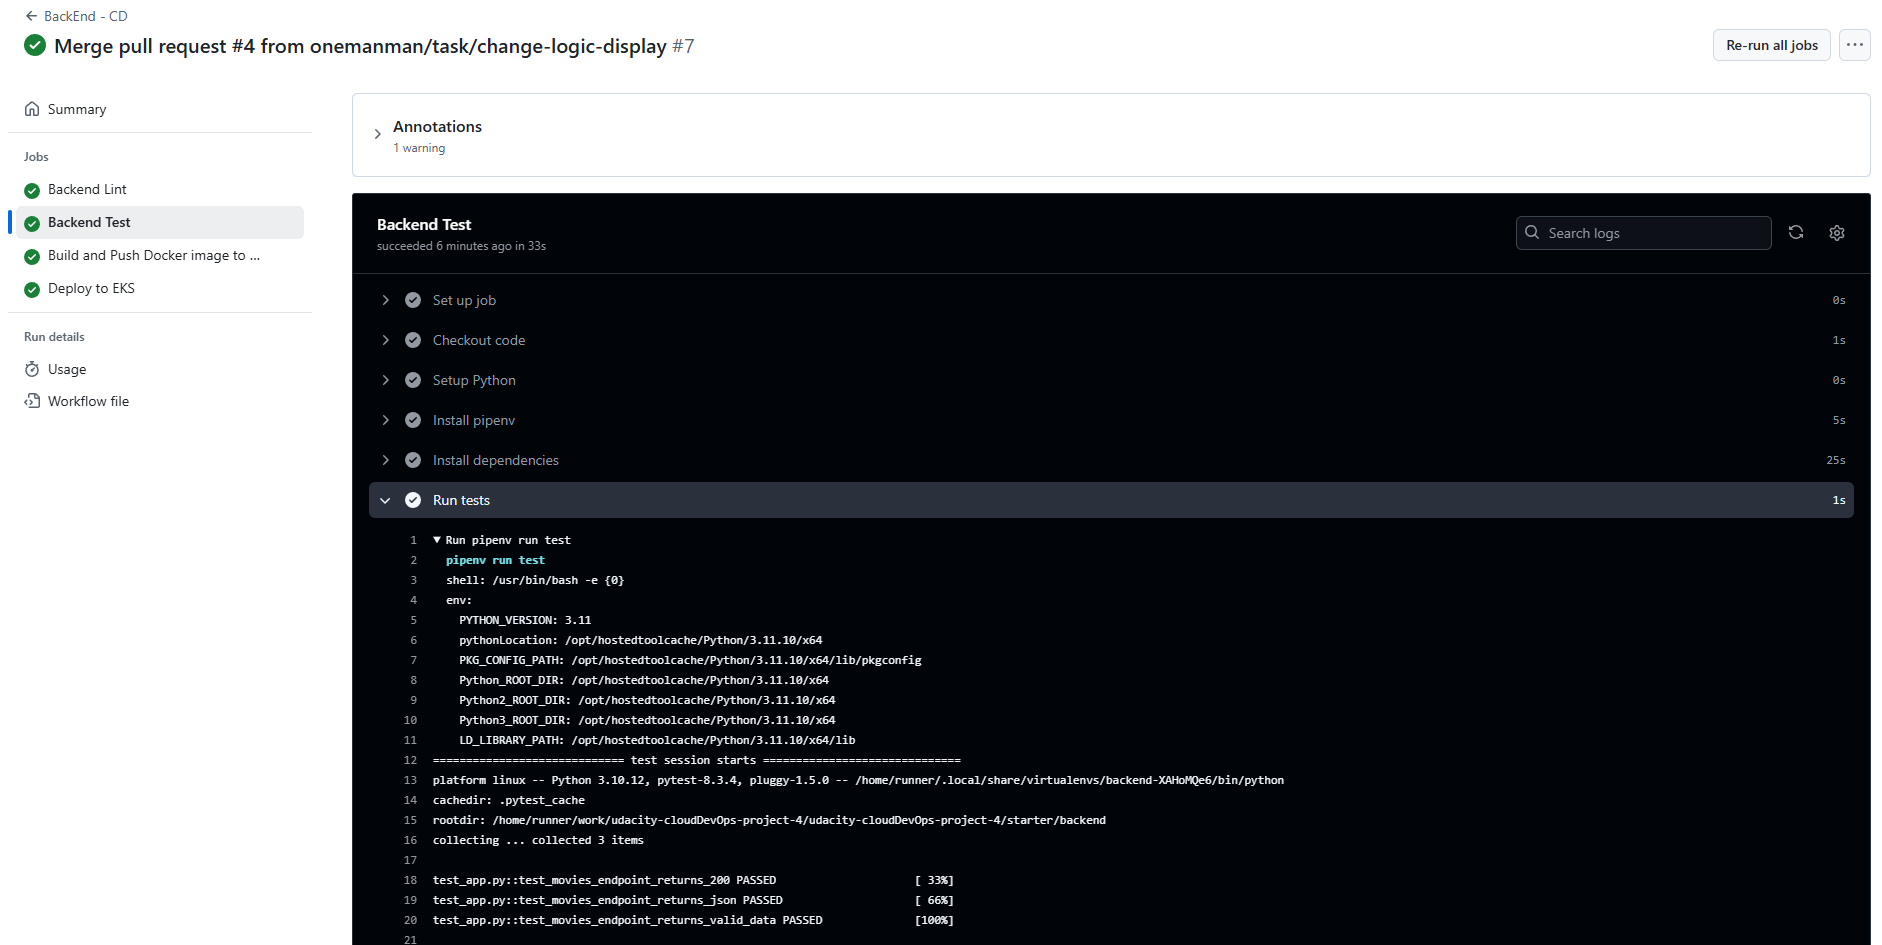 BackEnd - CD
Merge pull request #4 from onemanman/task/change-logic-display #7
Re-run all jobs
Summary
Jobs
Backend Lint
Backend Test
Build and Push Docker image to ...
Deploy to EKS
Run details
Usage
Workflow file
Annotations
1 warning
Backend Test
succeeded 6 minutes ago in 33s
Search logs
Set up job 0s
Checkout code 1s
Setup Python 0s
Install pipenv 5s
Install dependencies 25s
Run tests 1s
1 ▼ Run pipenv run test
2 pipenv run test
3 shell: /usr/bin/bash -e {0}
4 env:
5 PYTHON_VERSION: 3.11
6 pythonLocation: /opt/hostedtoolcache/Python/3.11.10/x64
7 PKG_CONFIG_PATH: /opt/hostedtoolcache/Python/3.11.10/x64/lib/pkgconfig
8 Python_ROOT_DIR: /opt/hostedtoolcache/Python/3.11.10/x64
9 Python2_ROOT_DIR: /opt/hostedtoolcache/Python/3.11.10/x64
10 Python3_ROOT_DIR: /opt/hostedtoolcache/Python/3.11.10/x64
11 LD_LIBRARY_PATH: /opt/hostedtoolcache/Python/3.11.10/x64/lib
12 ============================= test session starts ==============================
13 platform linux -- Python 3.10.12, pytest-8.3.4, pluggy-1.5.0 -- /home/runner/.local/share/virtualenvs/backend-XAHoMQe6/bin/python
14 cachedir: .pytest_cache
15 rootdir: /home/runner/work/udacity-cloudDevOps-project-4/udacity-cloudDevOps-project-4/starter/backend
16 collecting ... collected 3 items
17
18 test_app.py::test_movies_endpoint_returns_200 PASSED [ 33%]
19 test_app.py::test_movies_endpoint_returns_json PASSED [ 66%]
20 test_app.py::test_movies_endpoint_returns_valid_data PASSED [100%]
21